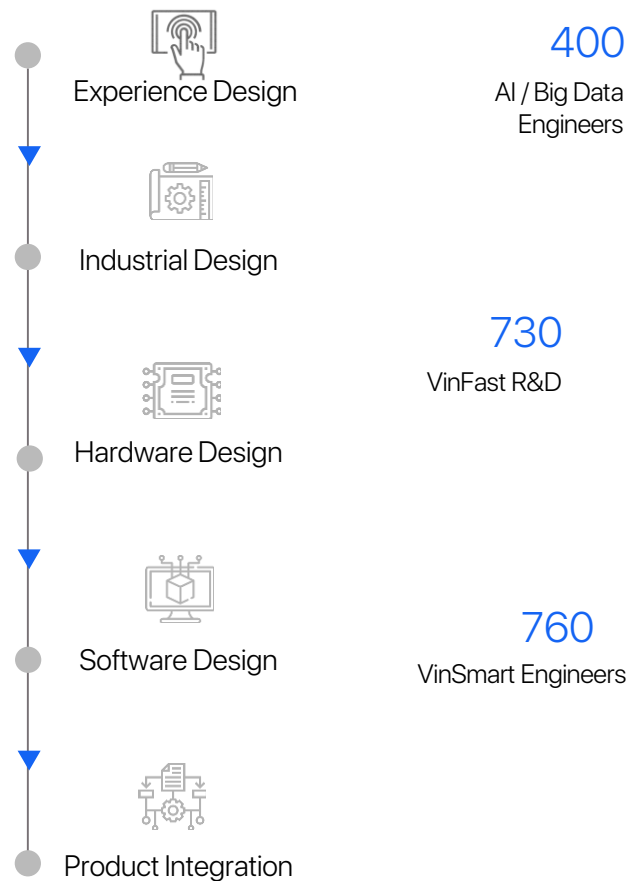 Experience Design
400
AI / Big Data
Engineers
Industrial Design
730
VinFast R&D
Hardware Design
760
Software Design
VinSmart Engineers
Product Integration